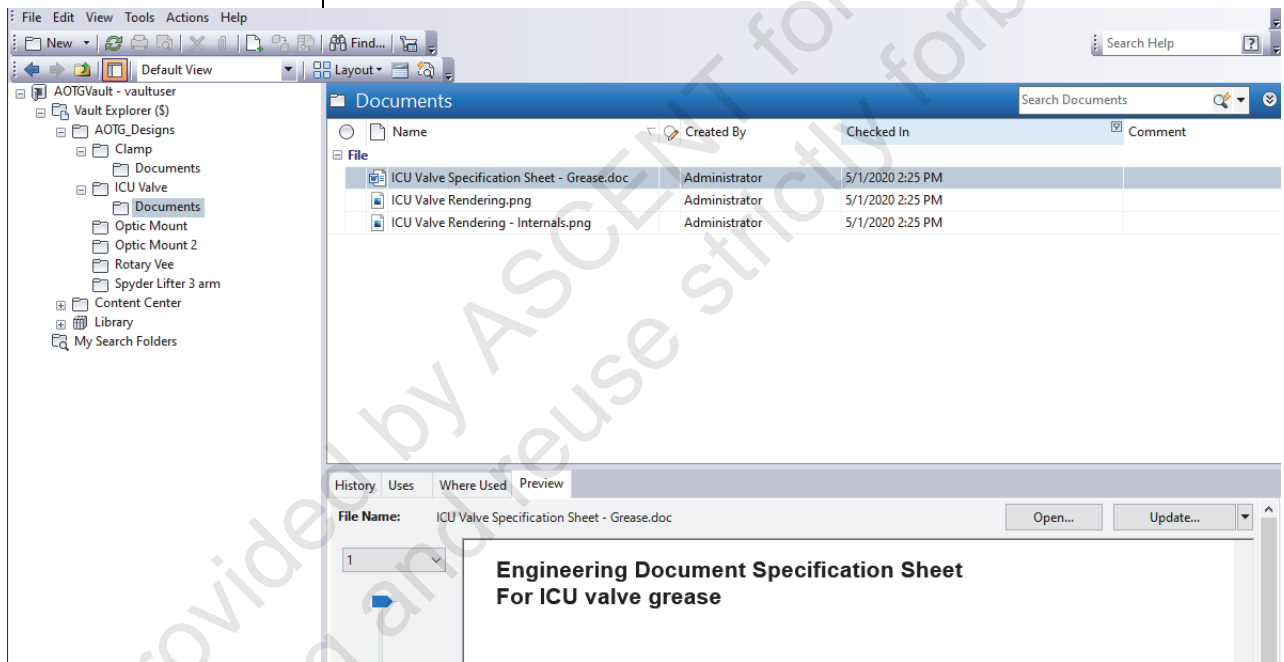 File Edit View Tools Actions Help
New Find... Search Help
Default View Layout
AOTGVault - vaultuser
Vault Explorer ($)
AOTG_Designs
Clamp
Documents
ICU Valve
Documents
Optic Mount
Optic Mount 2
Rotary Vee
Spyder Lifter 3 arm
Content Center
Library
My Search Folders
Documents Search Documents
Name Created By Checked In Comment
File
ICU Valve Specification Sheet - Grease.doc Administrator 5/1/2020 2:25 PM
ICU Valve Rendering.png Administrator 5/1/2020 2:25 PM
ICU Valve Rendering - Internals.png Administrator 5/1/2020 2:25 PM
History Uses Where Used Preview
File Name: ICU Valve Specification Sheet - Grease.doc Open... Update...
1
Engineering Document Specification Sheet
For ICU valve grease
provided by ASCENT for
and reuse strictly